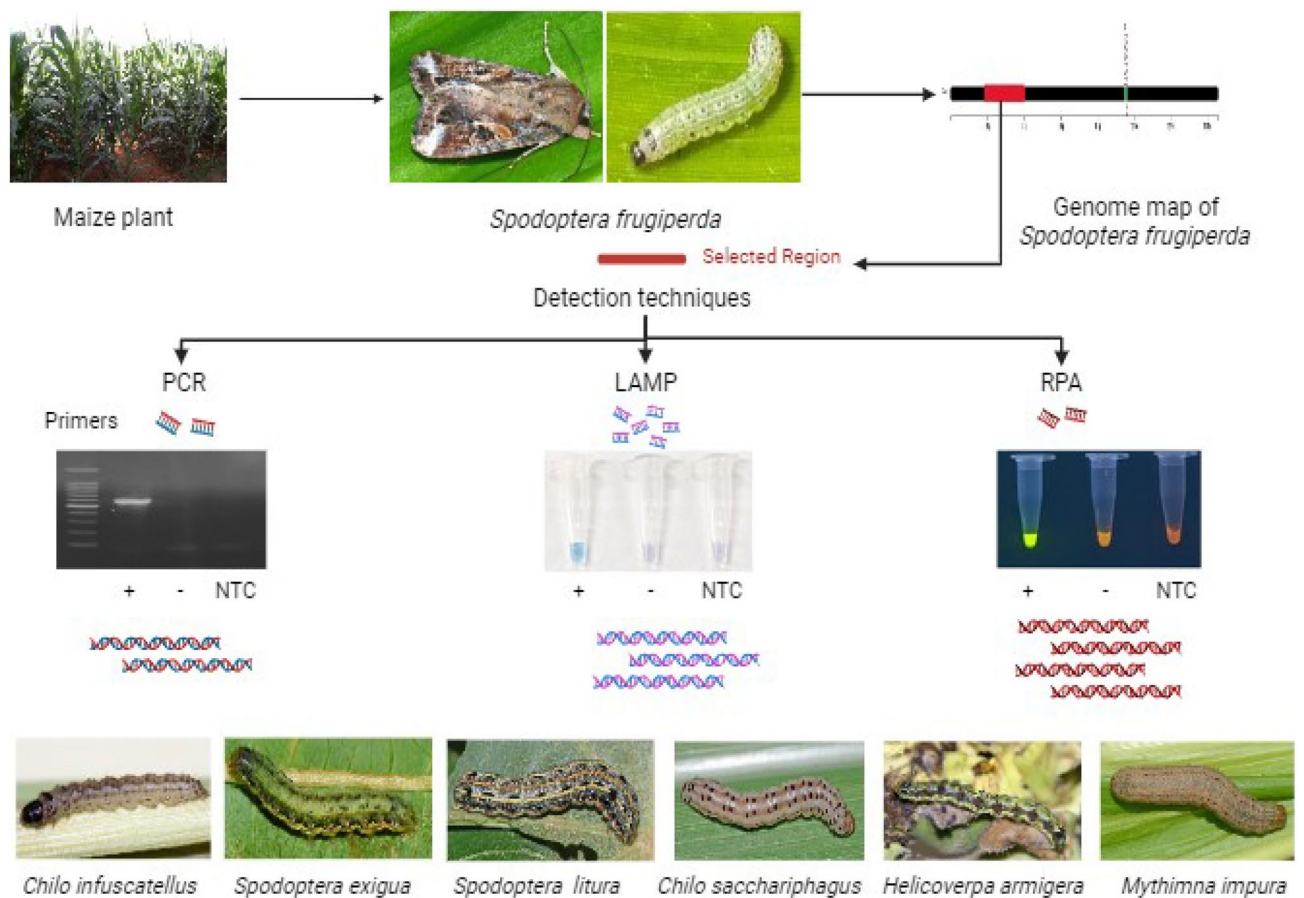 Maize plant
Spodoptera frugiperda
Genome map of
Spodoptera frugiperda
Selected Region
Detection techniques
PCR
LAMP
RPA
Primers
+ - NTC
+ - NTC
+ - NTC
Chilo infuscatellus
Spodoptera exigua
Spodoptera litura
Chilo sacchariphagus
Helicoverpa armigera
Mythimna impura